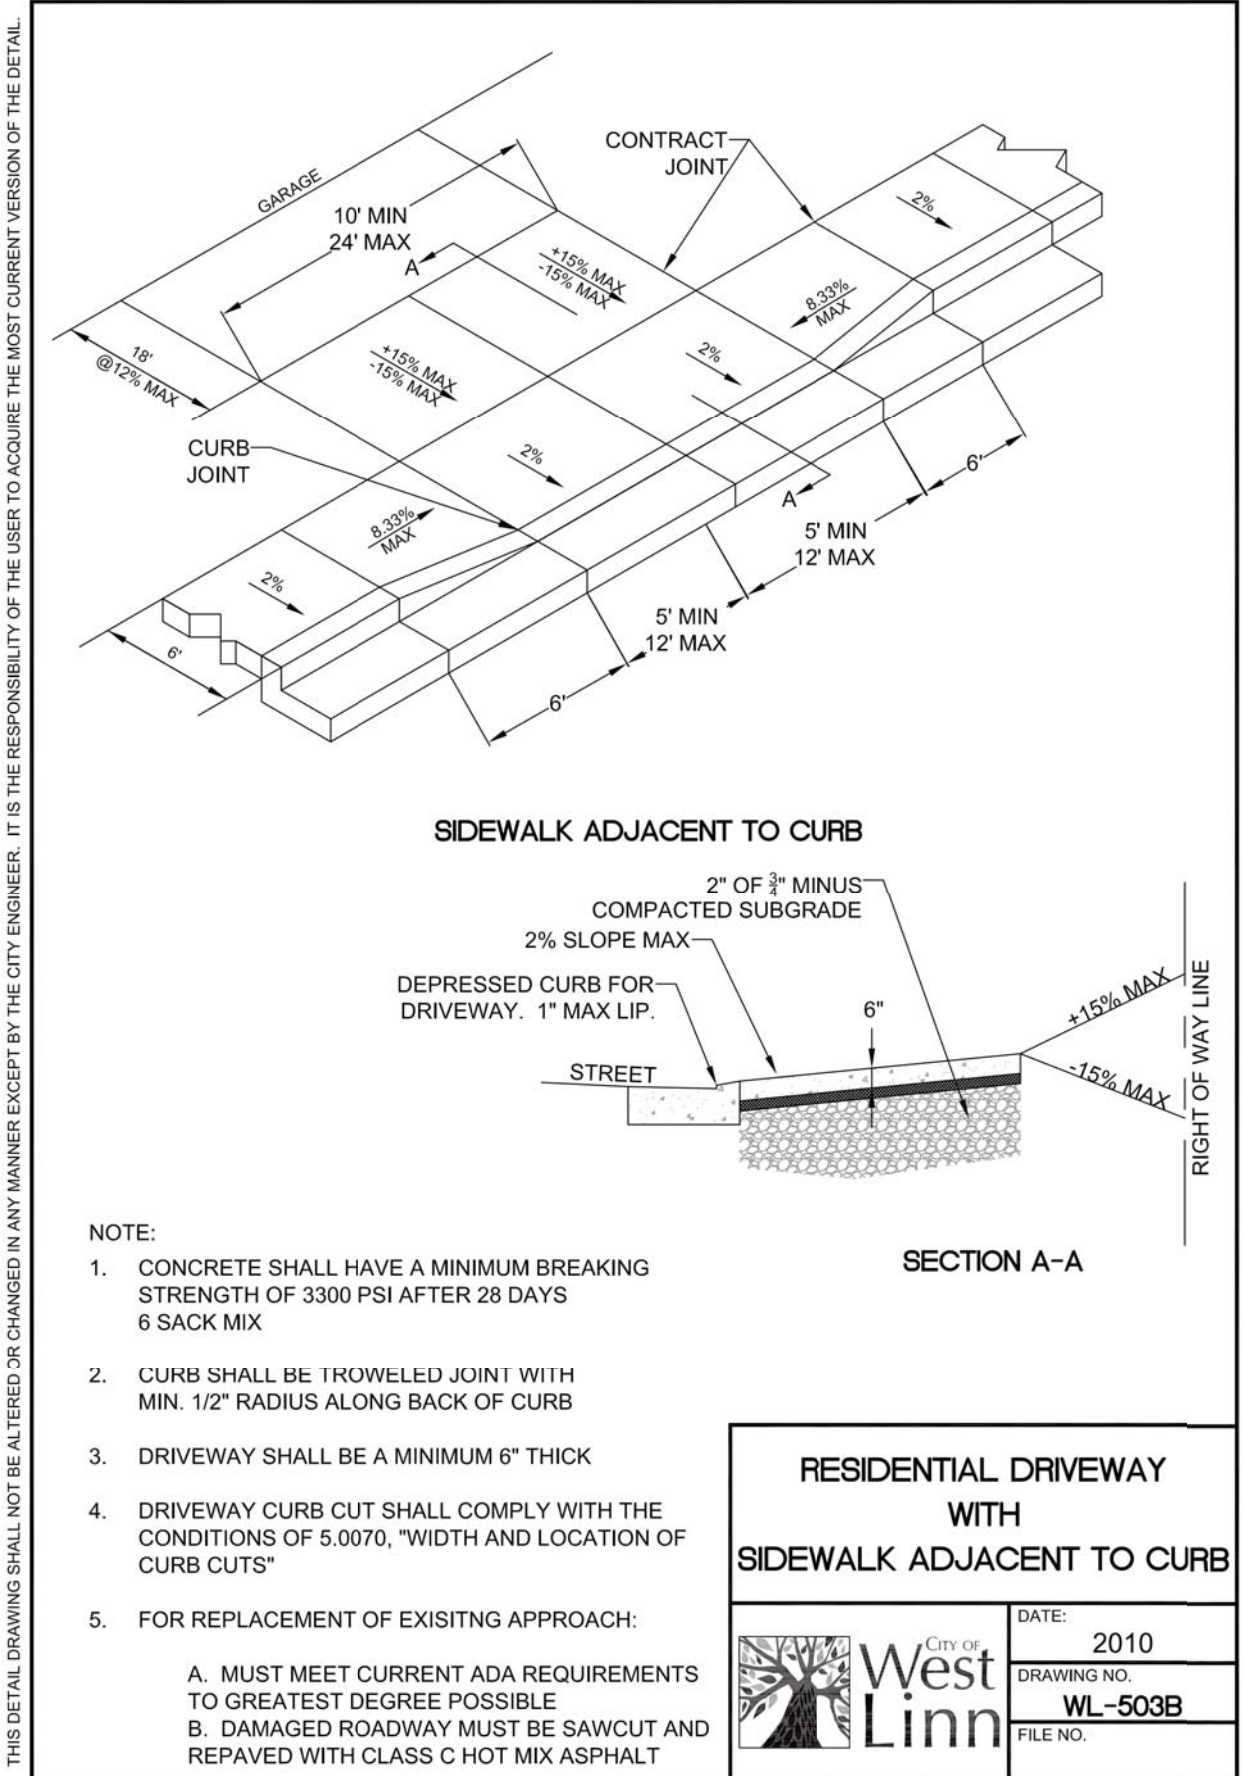 THIS DETAIL DRAWING SHALL NOT BE ALTERED OR CHANGED IN ANY MANNER EXCEPT BY THE CITY ENGINEER. IT IS THE RESPONSIBILITY OF THE USER TO ACQUIRE THE MOST CURRENT VERSION OF THE DETAIL.
GARAGE
10' MIN
24' MAX
A
CONTRACT
JOINT
2%
+15% MAX
-15% MAX
8.33%
MAX
18'
@12% MAX
+15% MAX
-15% MAX
2%
CURB
JOINT
2%
A
6'
8.33%
MAX
5' MIN
12' MAX
2%
5' MIN
12' MAX
6'
6'
SIDEWALK ADJACENT TO CURB
2" OF 3/4" MINUS
COMPACTED SUBGRADE
2% SLOPE MAX
DEPRESSED CURB FOR
DRIVEWAY. 1" MAX LIP.
6"
STREET
+15% MAX
-15% MAX
RIGHT OF WAY LINE
SECTION A-A
NOTE:
1. CONCRETE SHALL HAVE A MINIMUM BREAKING
STRENGTH OF 3300 PSI AFTER 28 DAYS
6 SACK MIX
2. CURB SHALL BE TROWELED JOINT WITH
MIN. 1/2" RADIUS ALONG BACK OF CURB
3. DRIVEWAY SHALL BE A MINIMUM 6" THICK
4. DRIVEWAY CURB CUT SHALL COMPLY WITH THE
CONDITIONS OF 5.0070, "WIDTH AND LOCATION OF
CURB CUTS"
5. FOR REPLACEMENT OF EXISITNG APPROACH:
A. MUST MEET CURRENT ADA REQUIREMENTS
TO GREATEST DEGREE POSSIBLE
B. DAMAGED ROADWAY MUST BE SAWCUT AND
REPAVED WITH CLASS C HOT MIX ASPHALT
RESIDENTIAL DRIVEWAY
WITH
SIDEWALK ADJACENT TO CURB
CITY OF
West
Linn
DATE:
2010
DRAWING NO.
WL-503B
FILE NO.